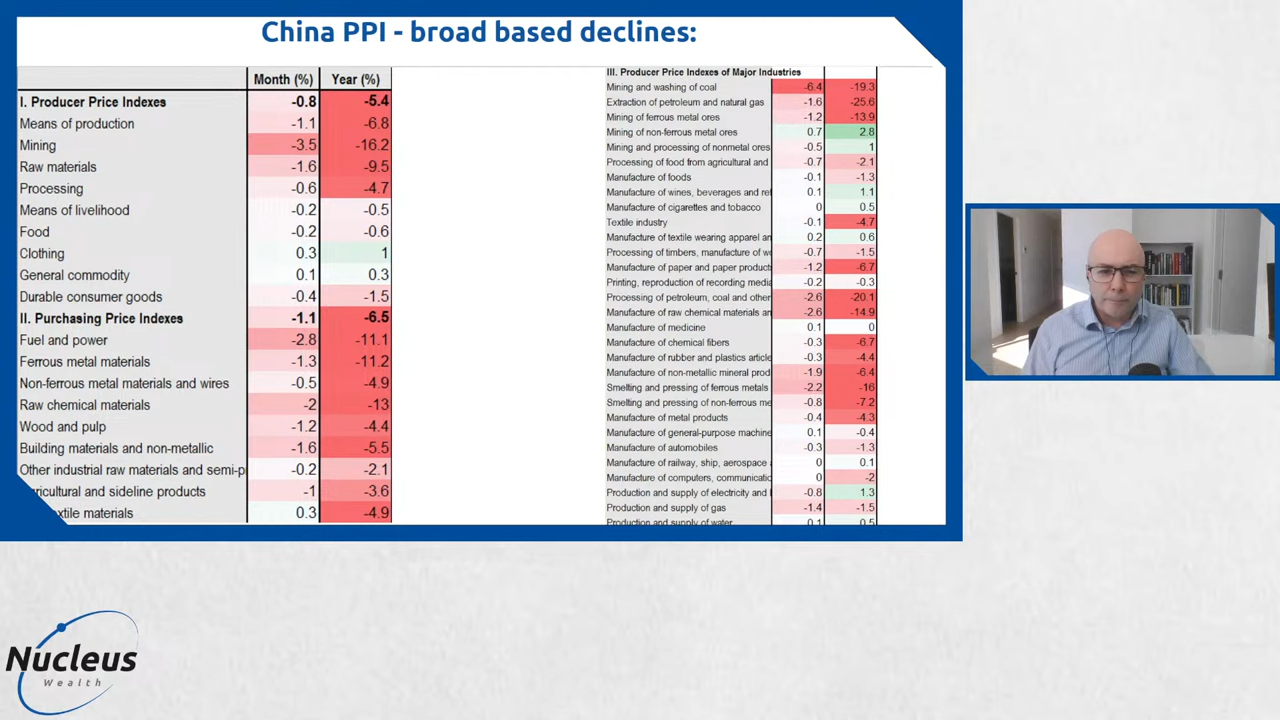 China PPI - broad based declines:
Month (%) Year (%)
I. Producer Price Indexes -0.8 -5.4
Means of production -1.1 -6.8
Mining -3.5 -16.2
Raw materials -1.6 -9.5
Processing -0.6 -4.7
Means of livelihood -0.2 -0.5
Food -0.2 -0.6
Clothing 0.3 1
General commodity 0.1 0.3
Durable consumer goods -0.4 -1.5
II. Purchasing Price Indexes -1.1 -6.5
Fuel and power -2.8 -11.1
Ferrous metal materials -1.3 -11.2
Non-ferrous metal materials and wires -0.5 -4.9
Raw chemical materials -2 -13
Wood and pulp -1.2 -4.4
Building materials and non-metallic -1.6 -5.5
Other industrial raw materials and semi-p -0.2 -2.1
gricultural and sideline products -1 -3.6
extile materials 0.3 -4.9
III. Producer Price Indexes of Major Industries
Mining and washing of coal -6.4 -19.3
Extraction of petroleum and natural gas -1.6 -25.6
Mining of ferrous metal ores -1.2 -13.9
Mining of non-ferrous metal ores 0.7 2.8
Mining and processing of nonmetal ores -0.5 1
Processing of food from agricultural and -0.7 -2.1
Manufacture of foods -0.1 -1.3
Manufacture of wines, beverages and ref 0.1 1.1
Manufacture of cigarettes and tobacco 0 0.5
Textile industry -0.1 -4.7
Manufacture of textile wearing apparel an 0.2 0.6
Processing of timbers, manufacture of wo -0.7 -1.5
Manufacture of paper and paper products -1.2 -6.7
Printing, reproduction of recording media -0.2 -0.3
Processing of petroleum, coal and other -2.6 -20.1
Manufacture of raw chemical materials an -2.6 -14.9
Manufacture of medicine 0.1 0
Manufacture of chemical fibers -0.3 -6.7
Manufacture of rubber and plastics article -0.3 -4.4
Manufacture of non-metallic mineral prod -1.9 -6.4
Smelting and pressing of ferrous metals -2.2 -16
Smelting and pressing of non-ferrous me -0.8 -7.2
Manufacture of metal products -0.4 -4.3
Manufacture of general-purpose machine 0.1 -0.4
Manufacture of automobiles -0.3 -1.3
Manufacture of railway, ship, aerospace 0 0.1
Manufacture of computers, communicatio 0 -2
Production and supply of electricity and -0.8 1.3
Production and supply of gas -1.4 -1.5
Production and supply of water 0.1 0.5
Nucleus
Wealth